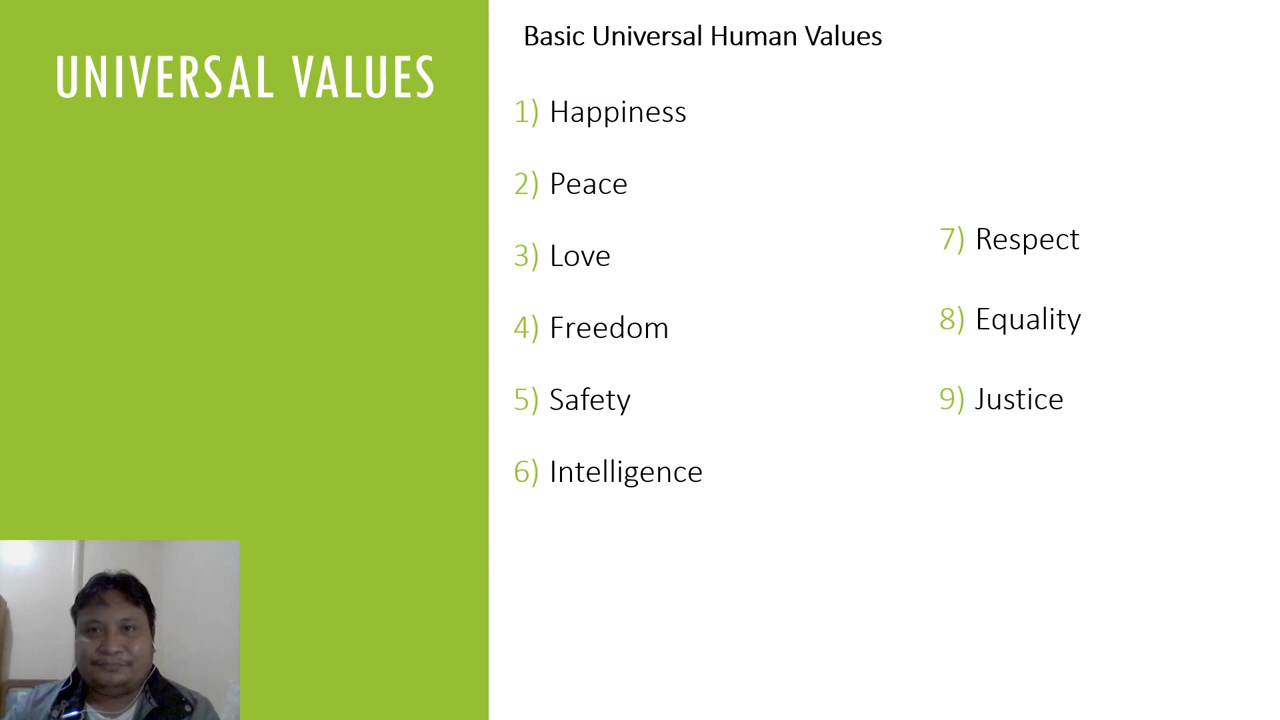 UNIVERSAL VALUES
Basic Universal Human Values
1) Happiness
2) Peace
3) Love
4) Freedom
5) Safety
6) Intelligence
7) Respect
8) Equality
9) Justice